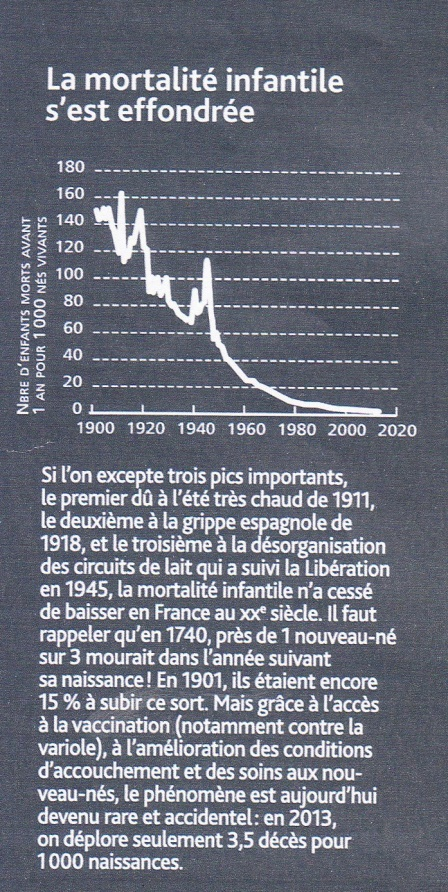 La mortalité infantile
s'est effondrée
NBRE D'ENFANTS MORTS AVANT
1 AN POUR 1 000 NÉS VIVANTS
180
160
140
120
100
80
60
40
20
0
1900 1920 1940 1960 1980 2000 2020
Si l'on excepte trois pics importants,
le premier dû à l'été très chaud de 1911,
le deuxième à la grippe espagnole de
1918, et le troisième à la désorganisation
des circuits de lait qui a suivi la Libération
en 1945, la mortalité infantile n'a cessé
de baisser en France au XXe siècle. Il faut
rappeler qu'en 1740, près de 1 nouveau-né
sur 3 mourait dans l'année suivant
sa naissance ! En 1901, ils étaient encore
15 % à subir ce sort. Mais grâce à l'accès
à la vaccination (notamment contre la
variole), à l'amélioration des conditions
d'accouchement et des soins aux nou-
veau-nés, le phénomène est aujourd'hui
devenu rare et accidentel : en 2013,
on déplore seulement 3,5 décès pour
1 000 naissances.